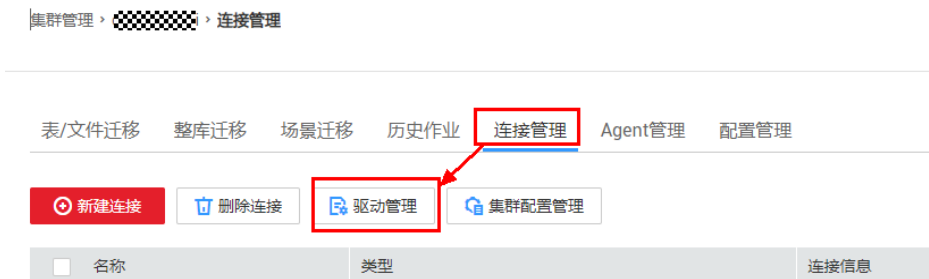 集群管理 › › 连接管理
表/文件迁移 整库迁移 场景迁移 历史作业 连接管理 Agent管理 配置管理
新建连接 删除连接 驱动管理 集群配置管理
名称 类型 连接信息